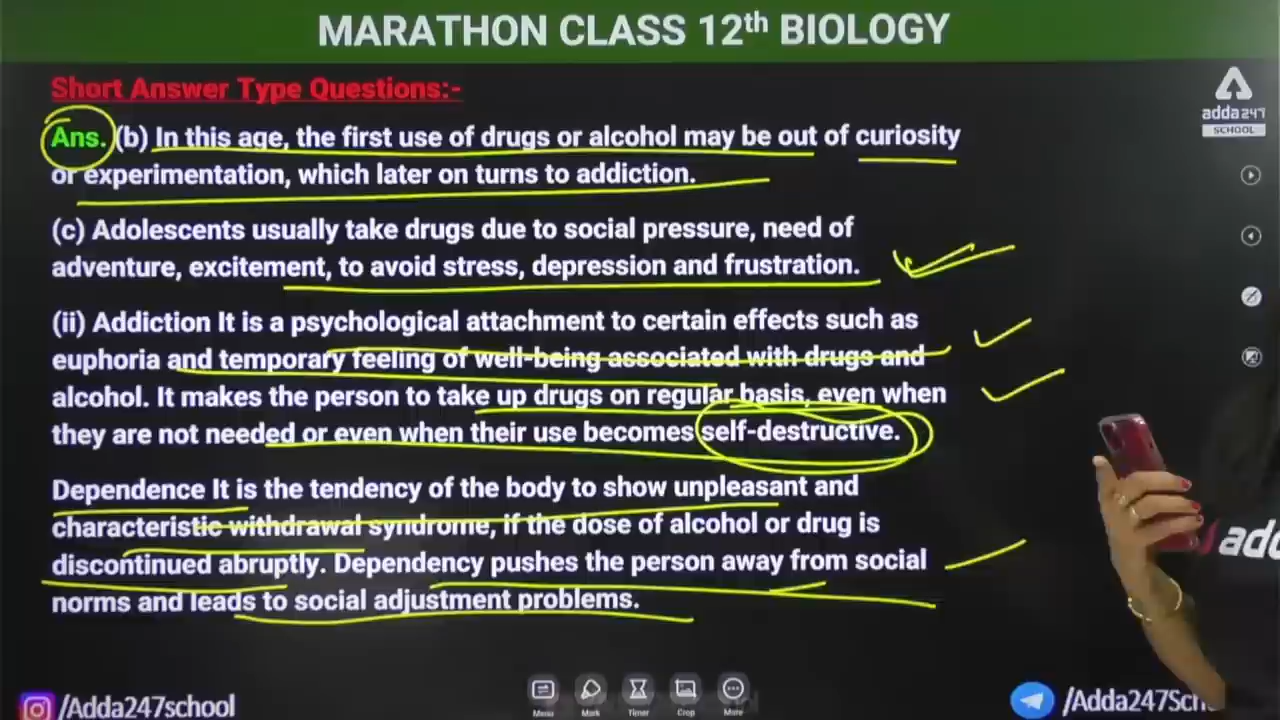 MARATHON CLASS 12th BIOLOGY
Short Answer Type Questions:-
Ans. (b) In this age, the first use of drugs or alcohol may be out of curiosity
or experimentation, which later on turns to addiction.
(c) Adolescents usually take drugs due to social pressure, need of
adventure, excitement, to avoid stress, depression and frustration.
(ii) Addiction It is a psychological attachment to certain effects such as
euphoria and temporary feeling of well-being associated with drugs and
alcohol. It makes the person to take up drugs on regular basis, even when
they are not needed or even when their use becomes self-destructive.
Dependence It is the tendency of the body to show unpleasant and
characteristic withdrawal syndrome, if the dose of alcohol or drug is
discontinued abruptly. Dependency pushes the person away from social
norms and leads to social adjustment problems.
adda247
SCHOOL
add
Menu Mark Timer Crop More
/Adda247school
/Adda247Sch